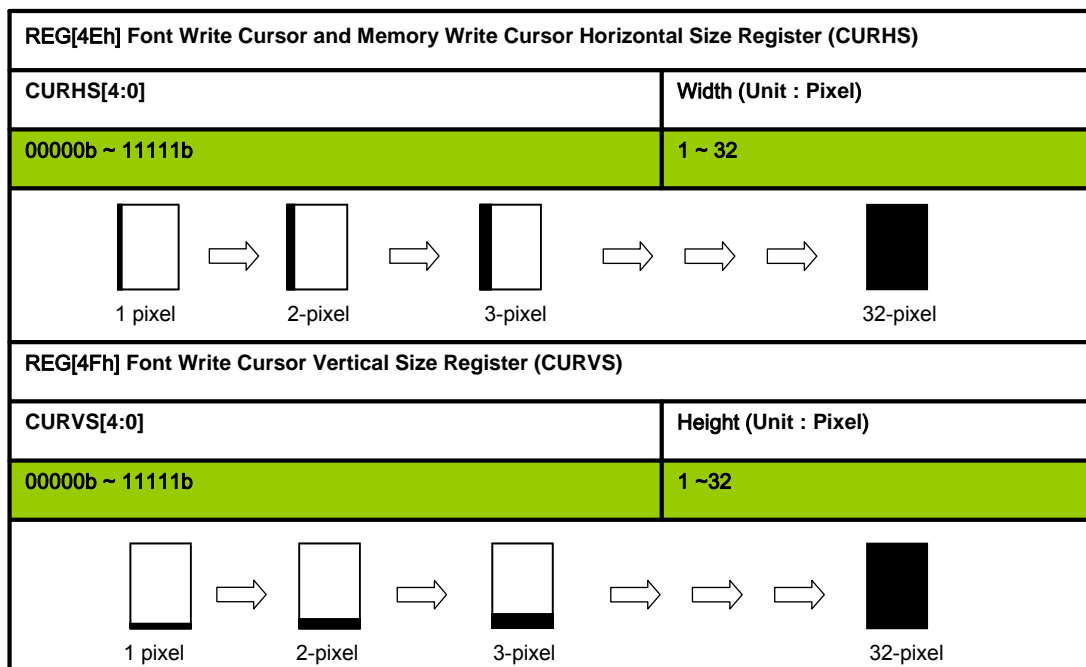 REG[4Eh] Font Write Cursor and Memory Write Cursor Horizontal Size Register (CURHS)
CURHS[4:0] Width (Unit : Pixel)
00000b ~ 11111b 1 ~ 32
1 pixel 2-pixel 3-pixel 32-pixel
REG[4Fh] Font Write Cursor Vertical Size Register (CURVS)
CURVS[4:0] Height (Unit : Pixel)
00000b ~ 11111b 1 ~32
1 pixel 2-pixel 3-pixel 32-pixel